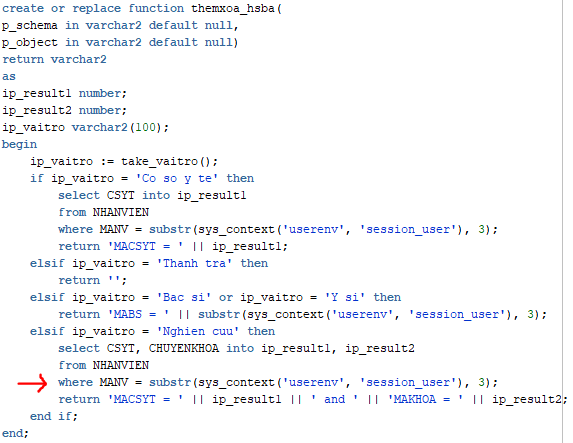 create or replace function themxoa_hsba(
p_schema in varchar2 default null,
p_object in varchar2 default null)
return varchar2
as
ip_result1 number;
ip_result2 number;
ip_vaitro varchar2(100);
begin
    ip_vaitro := take_vaitro();
    if ip_vaitro = 'Co so y te' then
        select CSYT into ip_result1
        from NHANVIEN
        where MANV = substr(sys_context('userenv', 'session_user'), 3);
        return 'MACSYT = ' || ip_result1;
    elsif ip_vaitro = 'Thanh tra' then
        return '';
    elsif ip_vaitro = 'Bac si' or ip_vaitro = 'Y si' then
        return 'MABS = ' || substr(sys_context('userenv', 'session_user'), 3);
    elsif ip_vaitro = 'Nghien cuu' then
        select CSYT, CHUYENKHOA into ip_result1, ip_result2
        from NHANVIEN
        where MANV = substr(sys_context('userenv', 'session_user'), 3);
        return 'MACSYT = ' || ip_result1 || ' and ' || 'MAKHOA = ' || ip_result2;
    end if;
end;